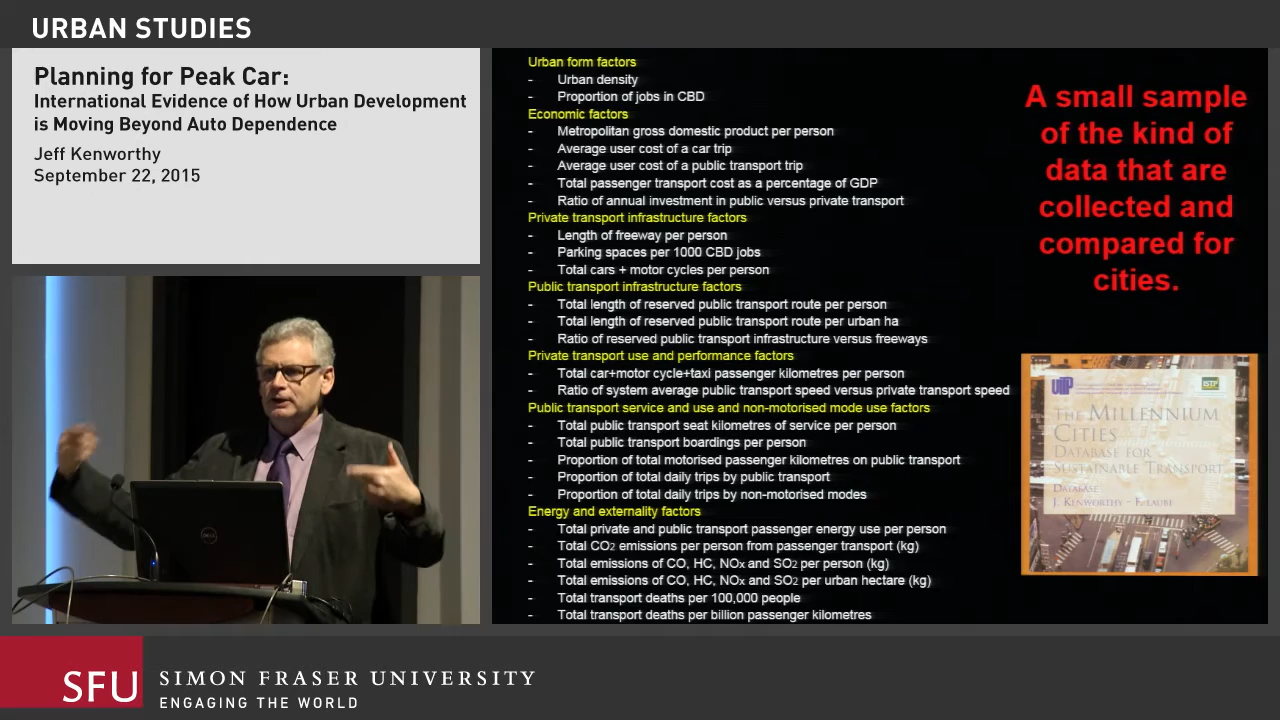 URBAN STUDIES
Planning for Peak Car:
International Evidence of How Urban Development
is Moving Beyond Auto Dependence
Jeff Kenworthy
September 22, 2015
Urban form factors
- Urban density
- Proportion of jobs in CBD
Economic factors
- Metropolitan gross domestic product per person
- Average user cost of a car trip
- Average user cost of a public transport trip
- Total passenger transport cost as a percentage of GDP
- Ratio of annual investment in public versus private transport
Private transport infrastructure factors
- Length of freeway per person
- Parking spaces per 1000 CBD jobs
- Total cars + motor cycles per person
Public transport infrastructure factors
- Total length of reserved public transport route per person
- Total length of reserved public transport route per urban ha
- Ratio of reserved public transport infrastructure versus freeways
Private transport use and performance factors
- Total car+motor cycle+taxi passenger kilometres per person
- Ratio of system average public transport speed versus private transport speed
Public transport service and use and non-motorised mode use factors
- Total public transport seat kilometres of service per person
- Total public transport boardings per person
- Proportion of total motorised passenger kilometres on public transport
- Proportion of total daily trips by public transport
- Proportion of total daily trips by non-motorised modes
Energy and externality factors
- Total private and public transport passenger energy use per person
- Total CO2 emissions per person from passenger transport (kg)
- Total emissions of CO, HC, NOx and SO2 per person (kg)
- Total emissions of CO, HC, NOx and SO2 per urban hectare (kg)
- Total transport deaths per 100,000 people
- Total transport deaths per billion passenger kilometres
A small sample
of the kind of
data that are
collected and
compared for
cities.
UITP
ISTP
THE MILLENNIUM
CITIES
DATABASE FOR
SUSTAINABLE TRANSPORT
DATABASE
J. KENWORTHY - F. LAUBE
DELL
SFU
SIMON FRASER UNIVERSITY
ENGAGING THE WORLD